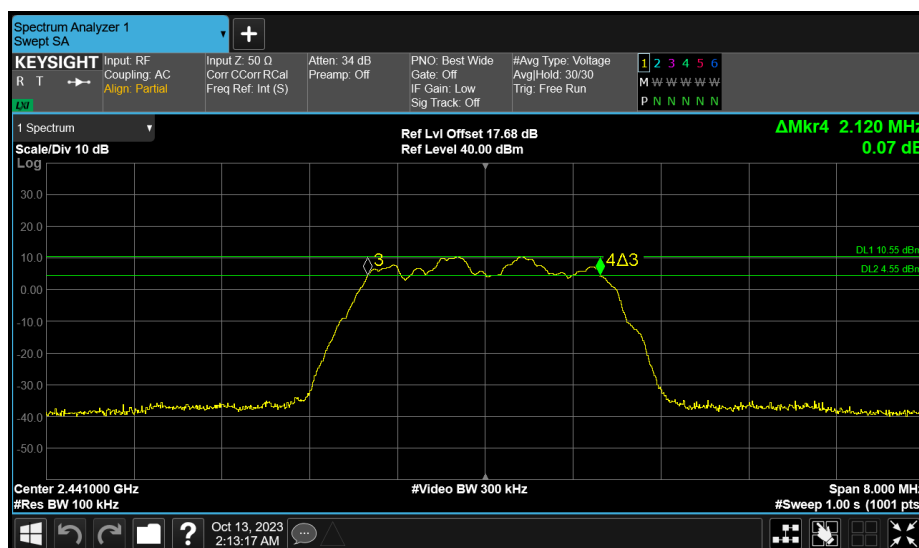 Spectrum Analyzer 1
Swept SA
KEYSIGHT
R T
LXI
Input: RF
Coupling: AC
Align: Partial
Input Z: 50 Ω
Corr CCorr RCal
Freq Ref: Int (S)
Atten: 34 dB
Preamp: Off
PNO: Best Wide
Gate: Off
IF Gain: Low
Sig Track: Off
#Avg Type: Voltage
Avg|Hold: 30/30
Trig: Free Run
1 2 3 4 5 6
M W W W W W
P N N N N N
1 Spectrum
Scale/Div 10 dB
Ref Lvl Offset 17.68 dB
Ref Level 40.00 dBm
ΔMkr4 2.120 MHz
0.07 dB
Log
30.0
20.0
10.0
0.00
-10.0
-20.0
-30.0
-40.0
-50.0
3
4Δ3
DL1 10.55 dBm
DL2 4.55 dBm
Center 2.441000 GHz
#Video BW 300 kHz
Span 8.000 MHz
#Res BW 100 kHz
#Sweep 1.00 s (1001 pts
?
Oct 13, 2023
2:13:17 AM